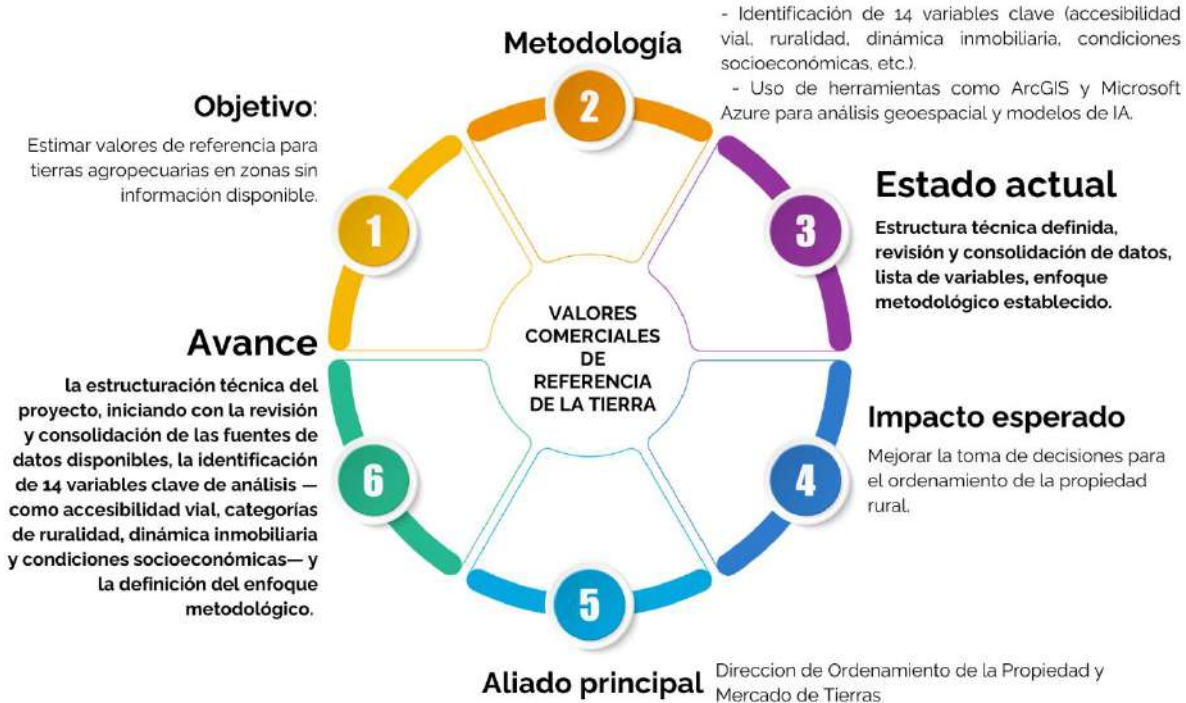 Objetivo:
Estimar valores de referencia para
tierras agropecuarias en zonas sin
información disponible.
1
Metodología
- Identificación de 14 variables clave (accesibilidad
vial, ruralidad, dinámica inmobiliaria, condiciones
socioeconómicas, etc.).
- Uso de herramientas como ArcGIS y Microsoft
Azure para análisis geoespacial y modelos de IA.
2
Estado actual
Estructura técnica definida,
revisión y consolidación de datos,
lista de variables, enfoque
metodológico establecido.
3
VALORES
COMERCIALES
DE
REFERENCIA
DE LA TIERRA
Impacto esperado
Mejorar la toma de decisiones para
el ordenamiento de la propiedad
rural.
4
Aliado principal
Direccion de Ordenamiento de la Propiedad y
Mercado de Tierras
5
Avance
la estructuración técnica del
proyecto, iniciando con la revisión
y consolidación de las fuentes de
datos disponibles, la identificación
de 14 variables clave de análisis —
como accesibilidad vial, categorías
de ruralidad, dinámica inmobiliaria
y condiciones socioeconómicas— y
la definición del enfoque
metodológico.
6